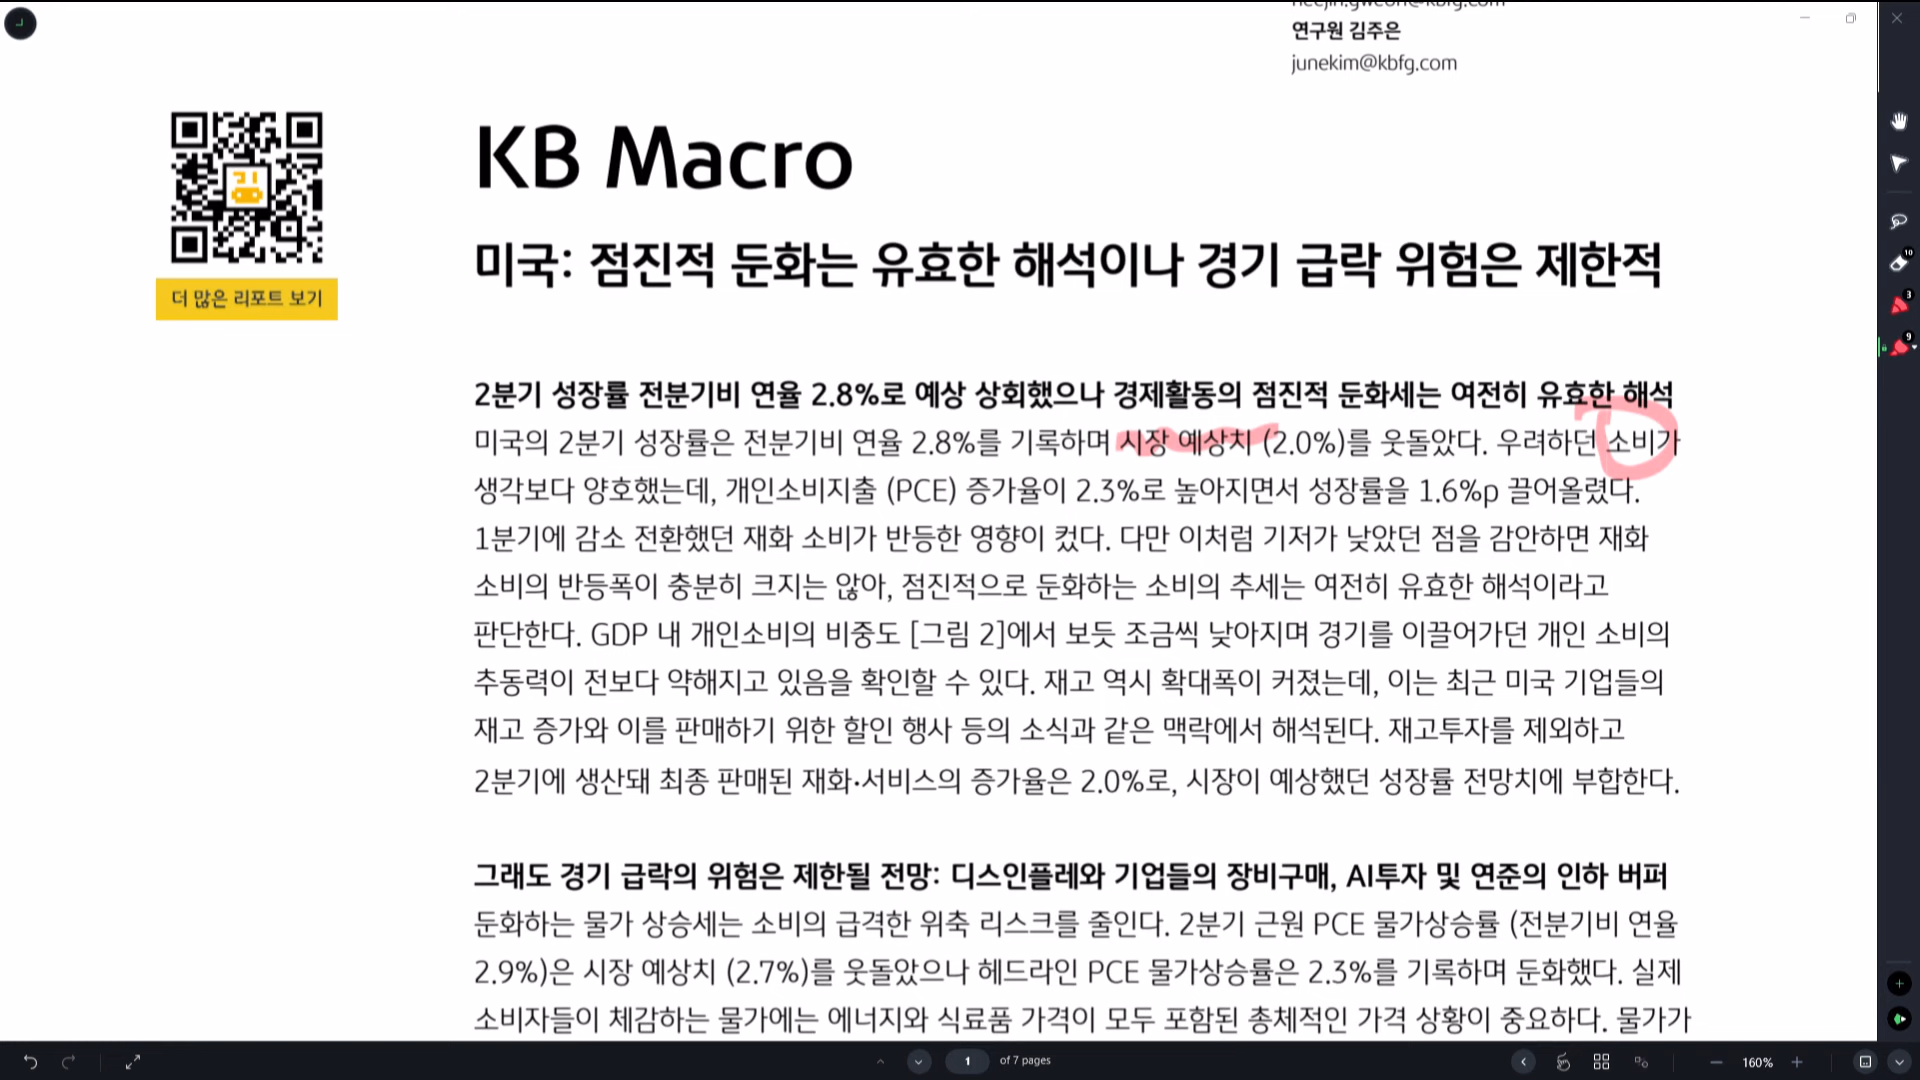 연구원 김주은
junekim@kbfg.com
더 많은 리포트 보기
KB Macro
미국: 점진적 둔화는 유효한 해석이나 경기 급락 위험은 제한적
2분기 성장률 전분기비 연율 2.8%로 예상 상회했으나 경제활동의 점진적 둔화세는 여전히 유효한 해석
미국의 2분기 성장률은 전분기비 연율 2.8%를 기록하며 시장 예상치 (2.0%)를 웃돌았다. 우려하던 소비가
생각보다 양호했는데, 개인소비지출 (PCE) 증가율이 2.3%로 높아지면서 성장률을 1.6%p 끌어올렸다.
1분기에 감소 전환했던 재화 소비가 반등한 영향이 컸다. 다만 이처럼 기저가 낮았던 점을 감안하면 재화
소비의 반등폭이 충분히 크지는 않아, 점진적으로 둔화하는 소비의 추세는 여전히 유효한 해석이라고
판단한다. GDP 내 개인소비의 비중도 [그림 2]에서 보듯 조금씩 낮아지며 경기를 이끌어가던 개인 소비의
추동력이 전보다 약해지고 있음을 확인할 수 있다. 재고 역시 확대폭이 커졌는데, 이는 최근 미국 기업들의
재고 증가와 이를 판매하기 위한 할인 행사 등의 소식과 같은 맥락에서 해석된다. 재고투자를 제외하고
2분기에 생산돼 최종 판매된 재화·서비스의 증가율은 2.0%로, 시장이 예상했던 성장률 전망치에 부합한다.
그래도 경기 급락의 위험은 제한될 전망: 디스인플레와 기업들의 장비구매, AI투자 및 연준의 인하 버퍼
둔화하는 물가 상승세는 소비의 급격한 위축 리스크를 줄인다. 2분기 근원 PCE 물가상승률 (전분기비 연율
2.9%)은 시장 예상치 (2.7%)를 웃돌았으나 헤드라인 PCE 물가상승률은 2.3%를 기록하며 둔화했다. 실제
소비자들이 체감하는 물가에는 에너지와 식료품 가격이 모두 포함된 총체적인 가격 상황이 중요하다. 물가가
10
3
9
1
of 7 pages
160%